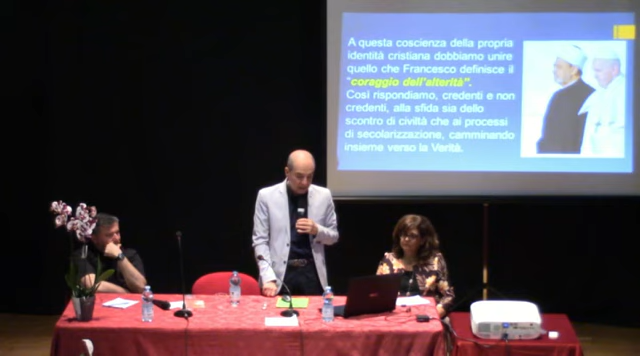 A questa coscienza della propria
identità cristiana dobbiamo unire
quello che Francesco definisce il
"coraggio dell'alterità".
Così rispondiamo, credenti e non
credenti, alla sfida sia dello
scontro di civiltà che ai processi
di secolarizzazione, camminando
insieme verso la Verità.